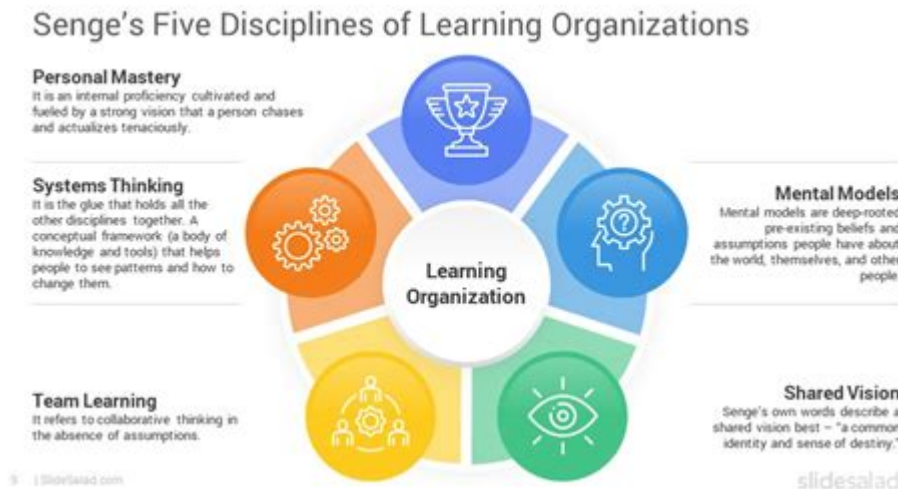 Senge's Five Disciplines of Learning Organizations
Personal Mastery
It is an internal proficiency cultivated and
fueled by a strong vision that a person chases
and actualizes tenaciously.
Systems Thinking
It is the glue that holds all the
other disciplines together. A
conceptual framework (a body of
knowledge and tools) that helps
people to see patterns and how to
change them.
Team Learning
It refers to collaborative thinking in
the absence of assumptions.
Learning
Organization
?
Mental Models
Mental models are deep-rooted
pre-existing beliefs and
assumptions people have about
the world, themselves, and other
people
Shared Vision
Senge's own words describe a
shared vision best – "a common
identity and sense of destiny."
9 | SlideSalad.com
slidesalad